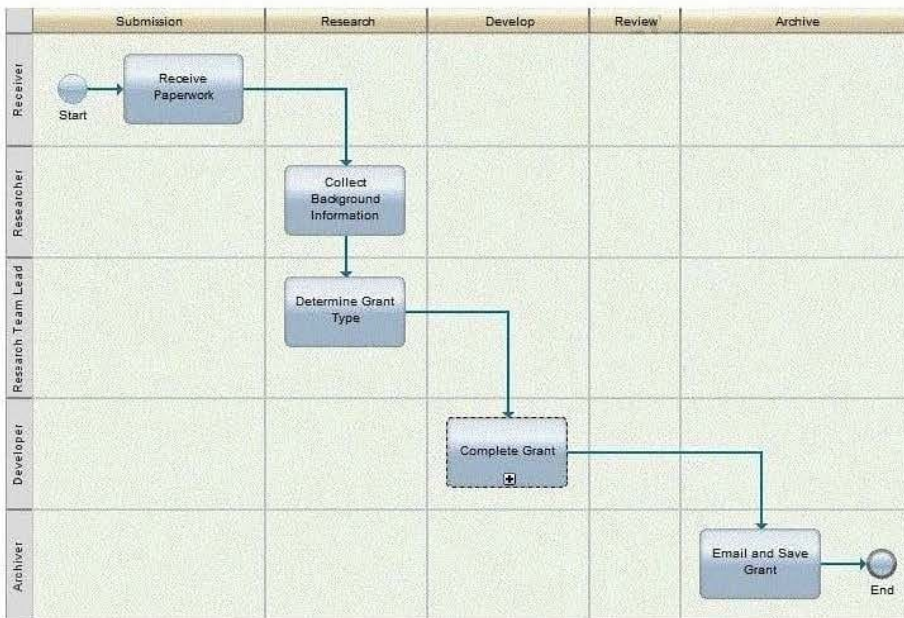 Submission
Research
Develop
Review
Archive
Receiver
Start
Receive
Paperwork
Researcher
Collect
Background
Information
Research Team Lead
Determine Grant
Type
Developer
Complete Grant
Archiver
Email and Save
Grant
End